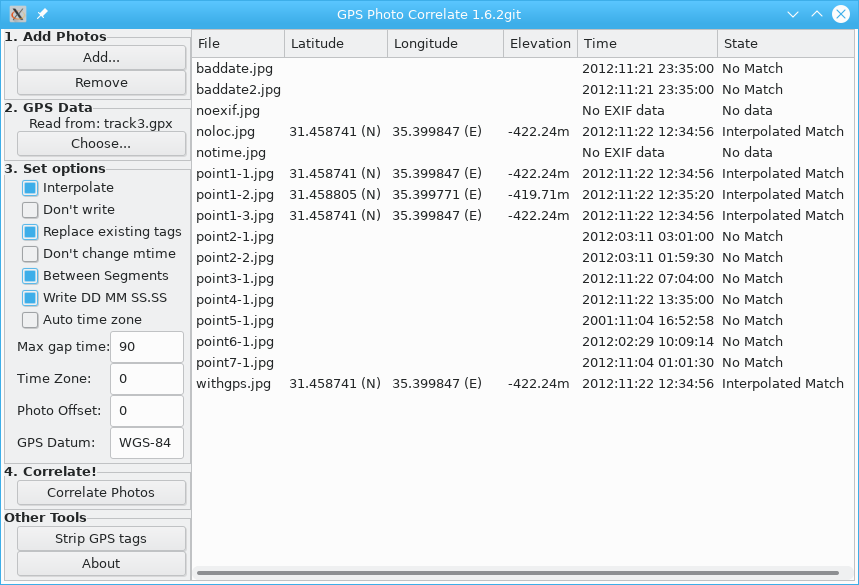 GPS Photo Correlate 1.6.2git
1. Add Photos
Add...
Remove
2. GPS Data
Read from: track3.gpx
Choose...
3. Set options
Interpolate
Don't write
Replace existing tags
Don't change mtime
Between Segments
Write DD MM SS.SS
Auto time zone
Max gap time: 90
Time Zone: 0
Photo Offset: 0
GPS Datum: WGS-84
4. Correlate!
Correlate Photos
Other Tools
Strip GPS tags
About
File Latitude Longitude Elevation Time State
baddate.jpg 2012:11:21 23:35:00 No Match
baddate2.jpg 2012:11:21 23:35:00 No Match
noexif.jpg No EXIF data No data
noloc.jpg 31.458741 (N) 35.399847 (E) -422.24m 2012:11:22 12:34:56 Interpolated Match
notime.jpg No EXIF data No data
point1-1.jpg 31.458741 (N) 35.399847 (E) -422.24m 2012:11:22 12:34:56 Interpolated Match
point1-2.jpg 31.458805 (N) 35.399771 (E) -419.71m 2012:11:22 12:35:20 Interpolated Match
point1-3.jpg 31.458741 (N) 35.399847 (E) -422.24m 2012:11:22 12:34:56 Interpolated Match
point2-1.jpg 2012:03:11 03:01:00 No Match
point2-2.jpg 2012:03:11 01:59:30 No Match
point3-1.jpg 2012:11:22 07:04:00 No Match
point4-1.jpg 2012:11:22 13:35:00 No Match
point5-1.jpg 2001:11:04 16:52:58 No Match
point6-1.jpg 2012:02:29 10:09:14 No Match
point7-1.jpg 2012:11:04 01:01:30 No Match
withgps.jpg 31.458741 (N) 35.399847 (E) -422.24m 2012:11:22 12:34:56 Interpolated Match